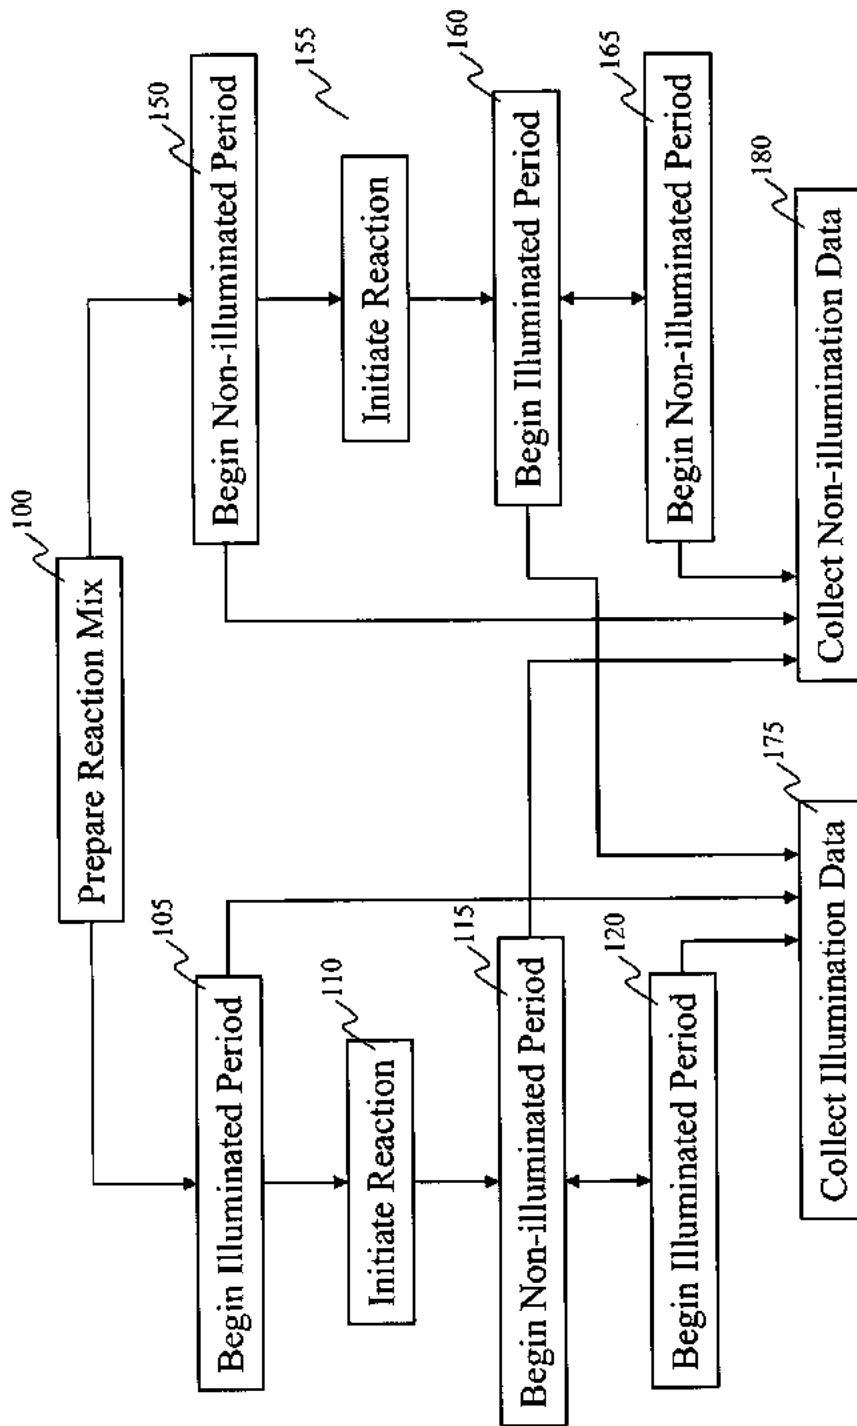 100
Prepare Reaction Mix
105
Begin Illuminated Period
110
Initiate Reaction
115
Begin Non-illuminated Period
120
Begin Illuminated Period
150
Begin Non-illuminated Period
155
Initiate Reaction
160
Begin Illuminated Period
165
Begin Non-illuminated Period
175
Collect Illumination Data
180
Collect Non-illumination Data